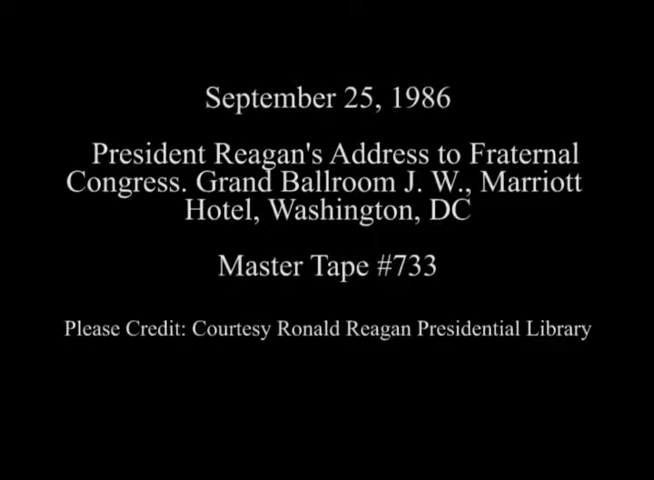 September 25, 1986
President Reagan's Address to Fraternal
Congress. Grand Ballroom J. W., Marriott
Hotel, Washington, DC
Master Tape #733
Please Credit: Courtesy Ronald Reagan Presidential Library